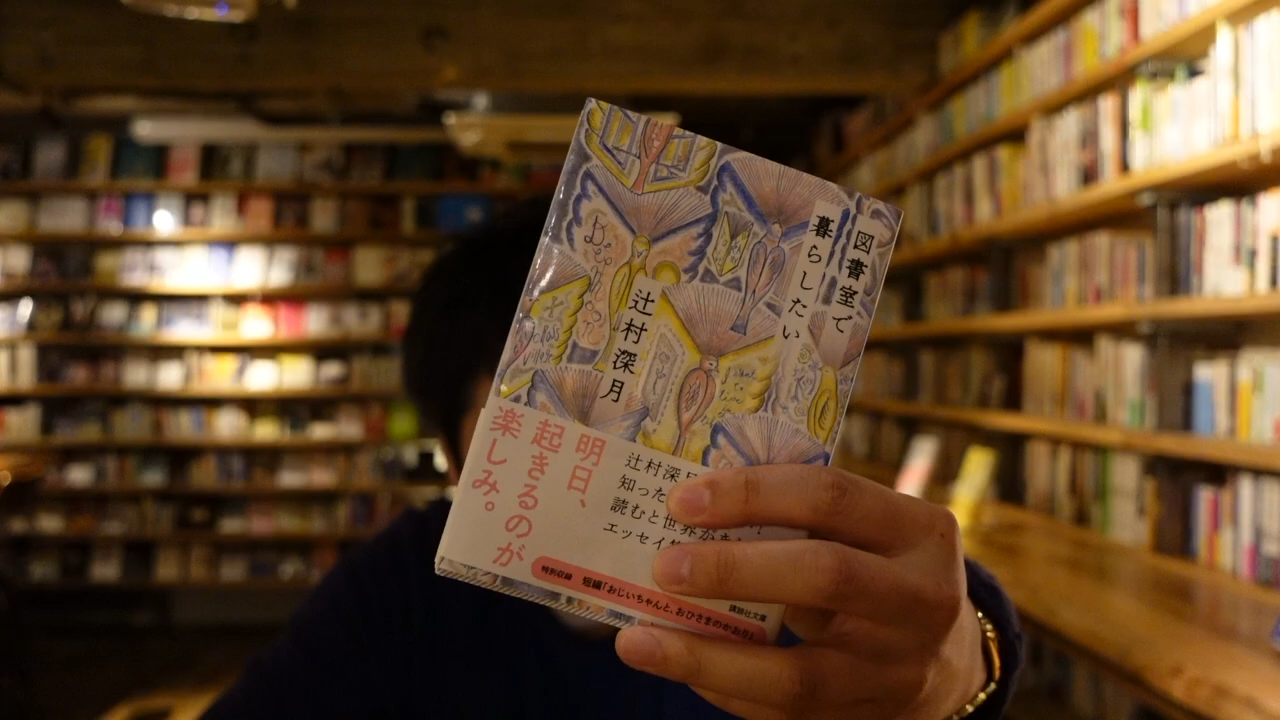 図書室で
暮らしたい
辻村深月
明日、
起きるのが
楽しみ。
辻村深月
知った
読むと世界が
エッセイ
特別収録 短編「おじいちゃんと、おひさまのかおり」
講談社文庫